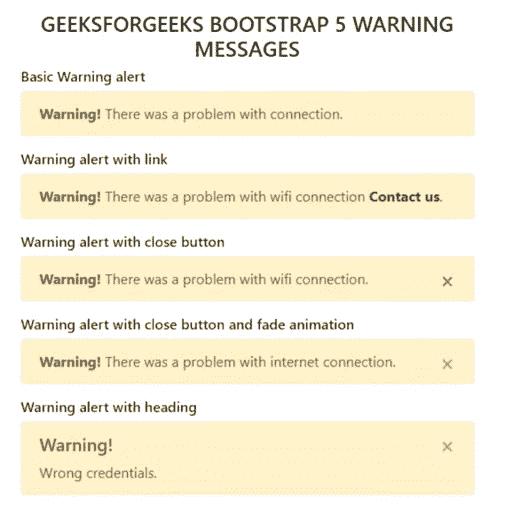 GEEKSFORGEEKS BOOTSTRAP 5 WARNING
MESSAGES
Basic Warning alert
Warning! There was a problem with connection.
Warning alert with link
Warning! There was a problem with wifi connection Contact us.
Warning alert with close button
Warning! There was a problem with wifi connection.
Warning alert with close button and fade animation
Warning! There was a problem with internet connection.
Warning alert with heading
Warning!
Wrong credentials.